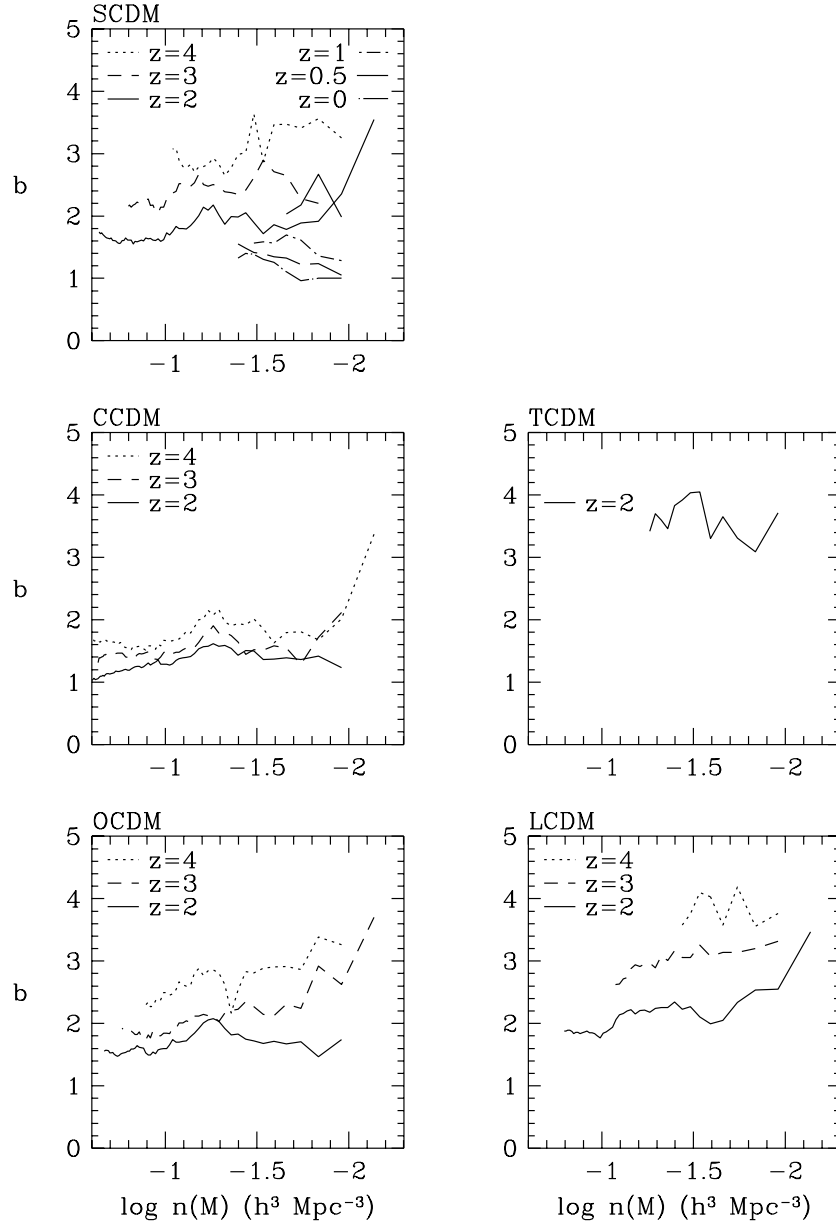 SCDM
5
z=4 z=1
z=3 z=0.5
z=2 z=0
4
3
b
2
1
0
−1 −1.5 −2
CCDM
5
z=4
z=3
z=2
4
3
b
2
1
0
−1 −1.5 −2
TCDM
5
4
z=2
3
2
1
0
−1 −1.5 −2
OCDM
5
z=4
z=3
z=2
4
3
b
2
1
0
−1 −1.5 −2
log n(M) (h³ Mpc⁻³)
LCDM
5
z=4
z=3
z=2
4
3
2
1
0
−1 −1.5 −2
log n(M) (h³ Mpc⁻³)